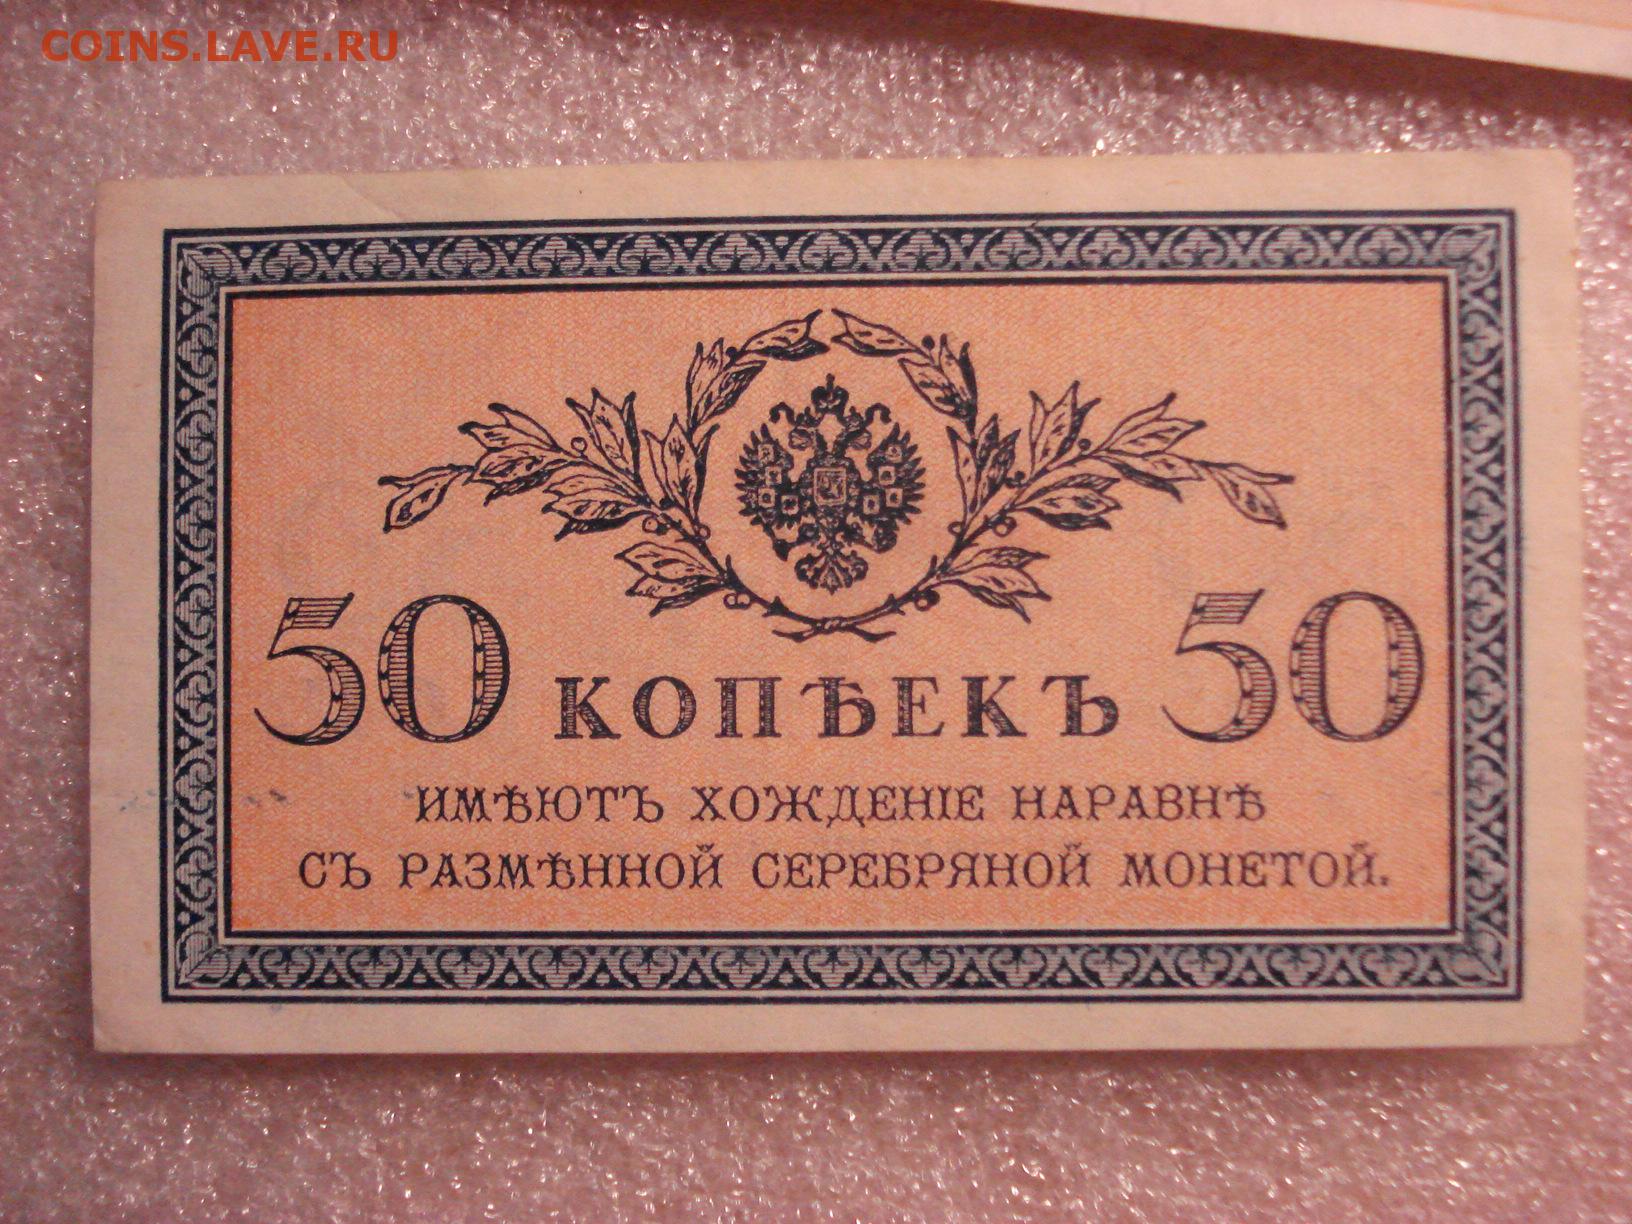 COINS.LAVE.RU
50 КОПѢЕКЪ 50
ИМѢЮТЪ ХОЖДЕНІЕ НАРАВНѢ
СЪ РАЗМѢННОЙ СЕРЕБРЯНОЙ МОНЕТОЙ.